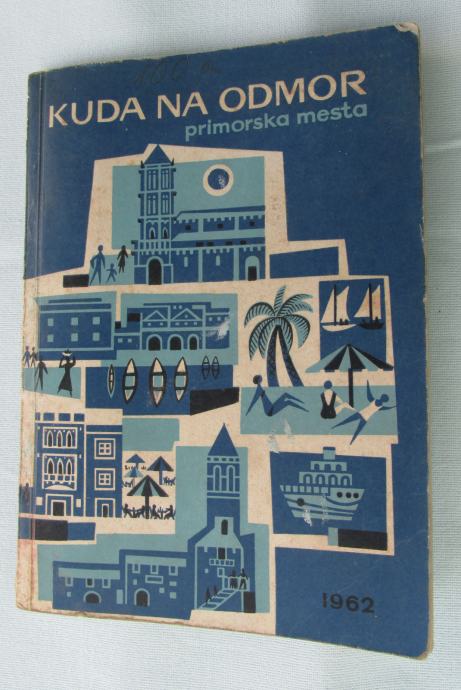 KUDA NA ODMOR
primorska mesta
1962